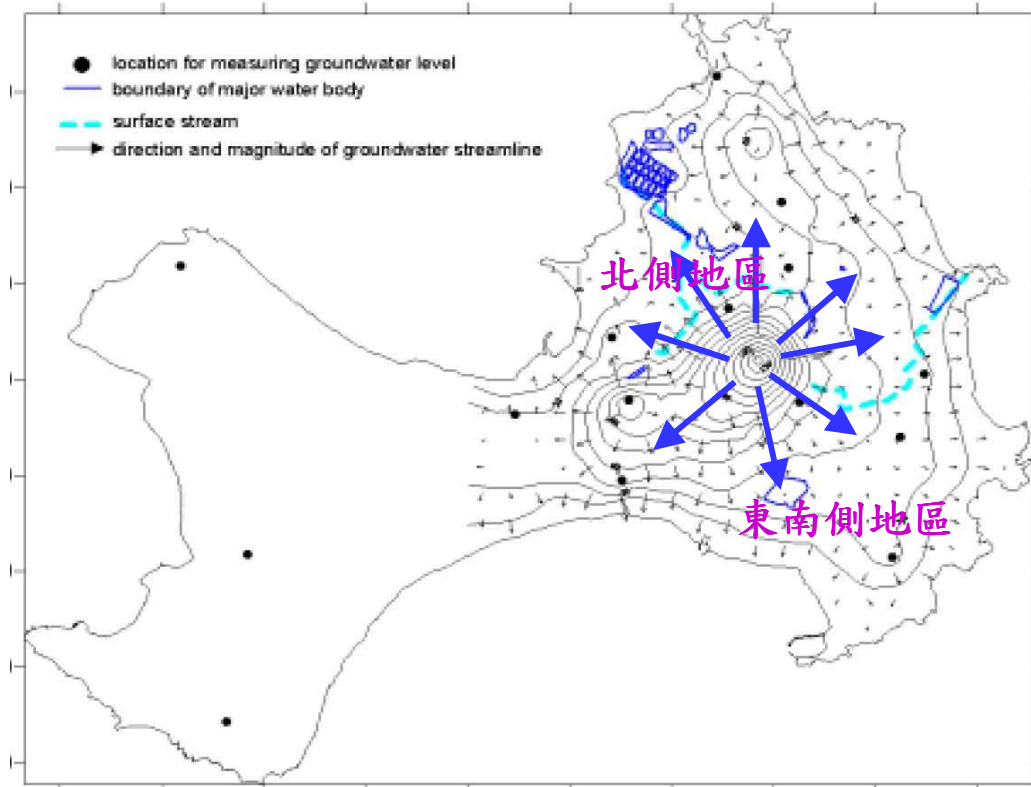 location for measuring groundwater level
boundary of major water body
surface stream
direction and magnitude of groundwater streamline
北側地區
東南側地區